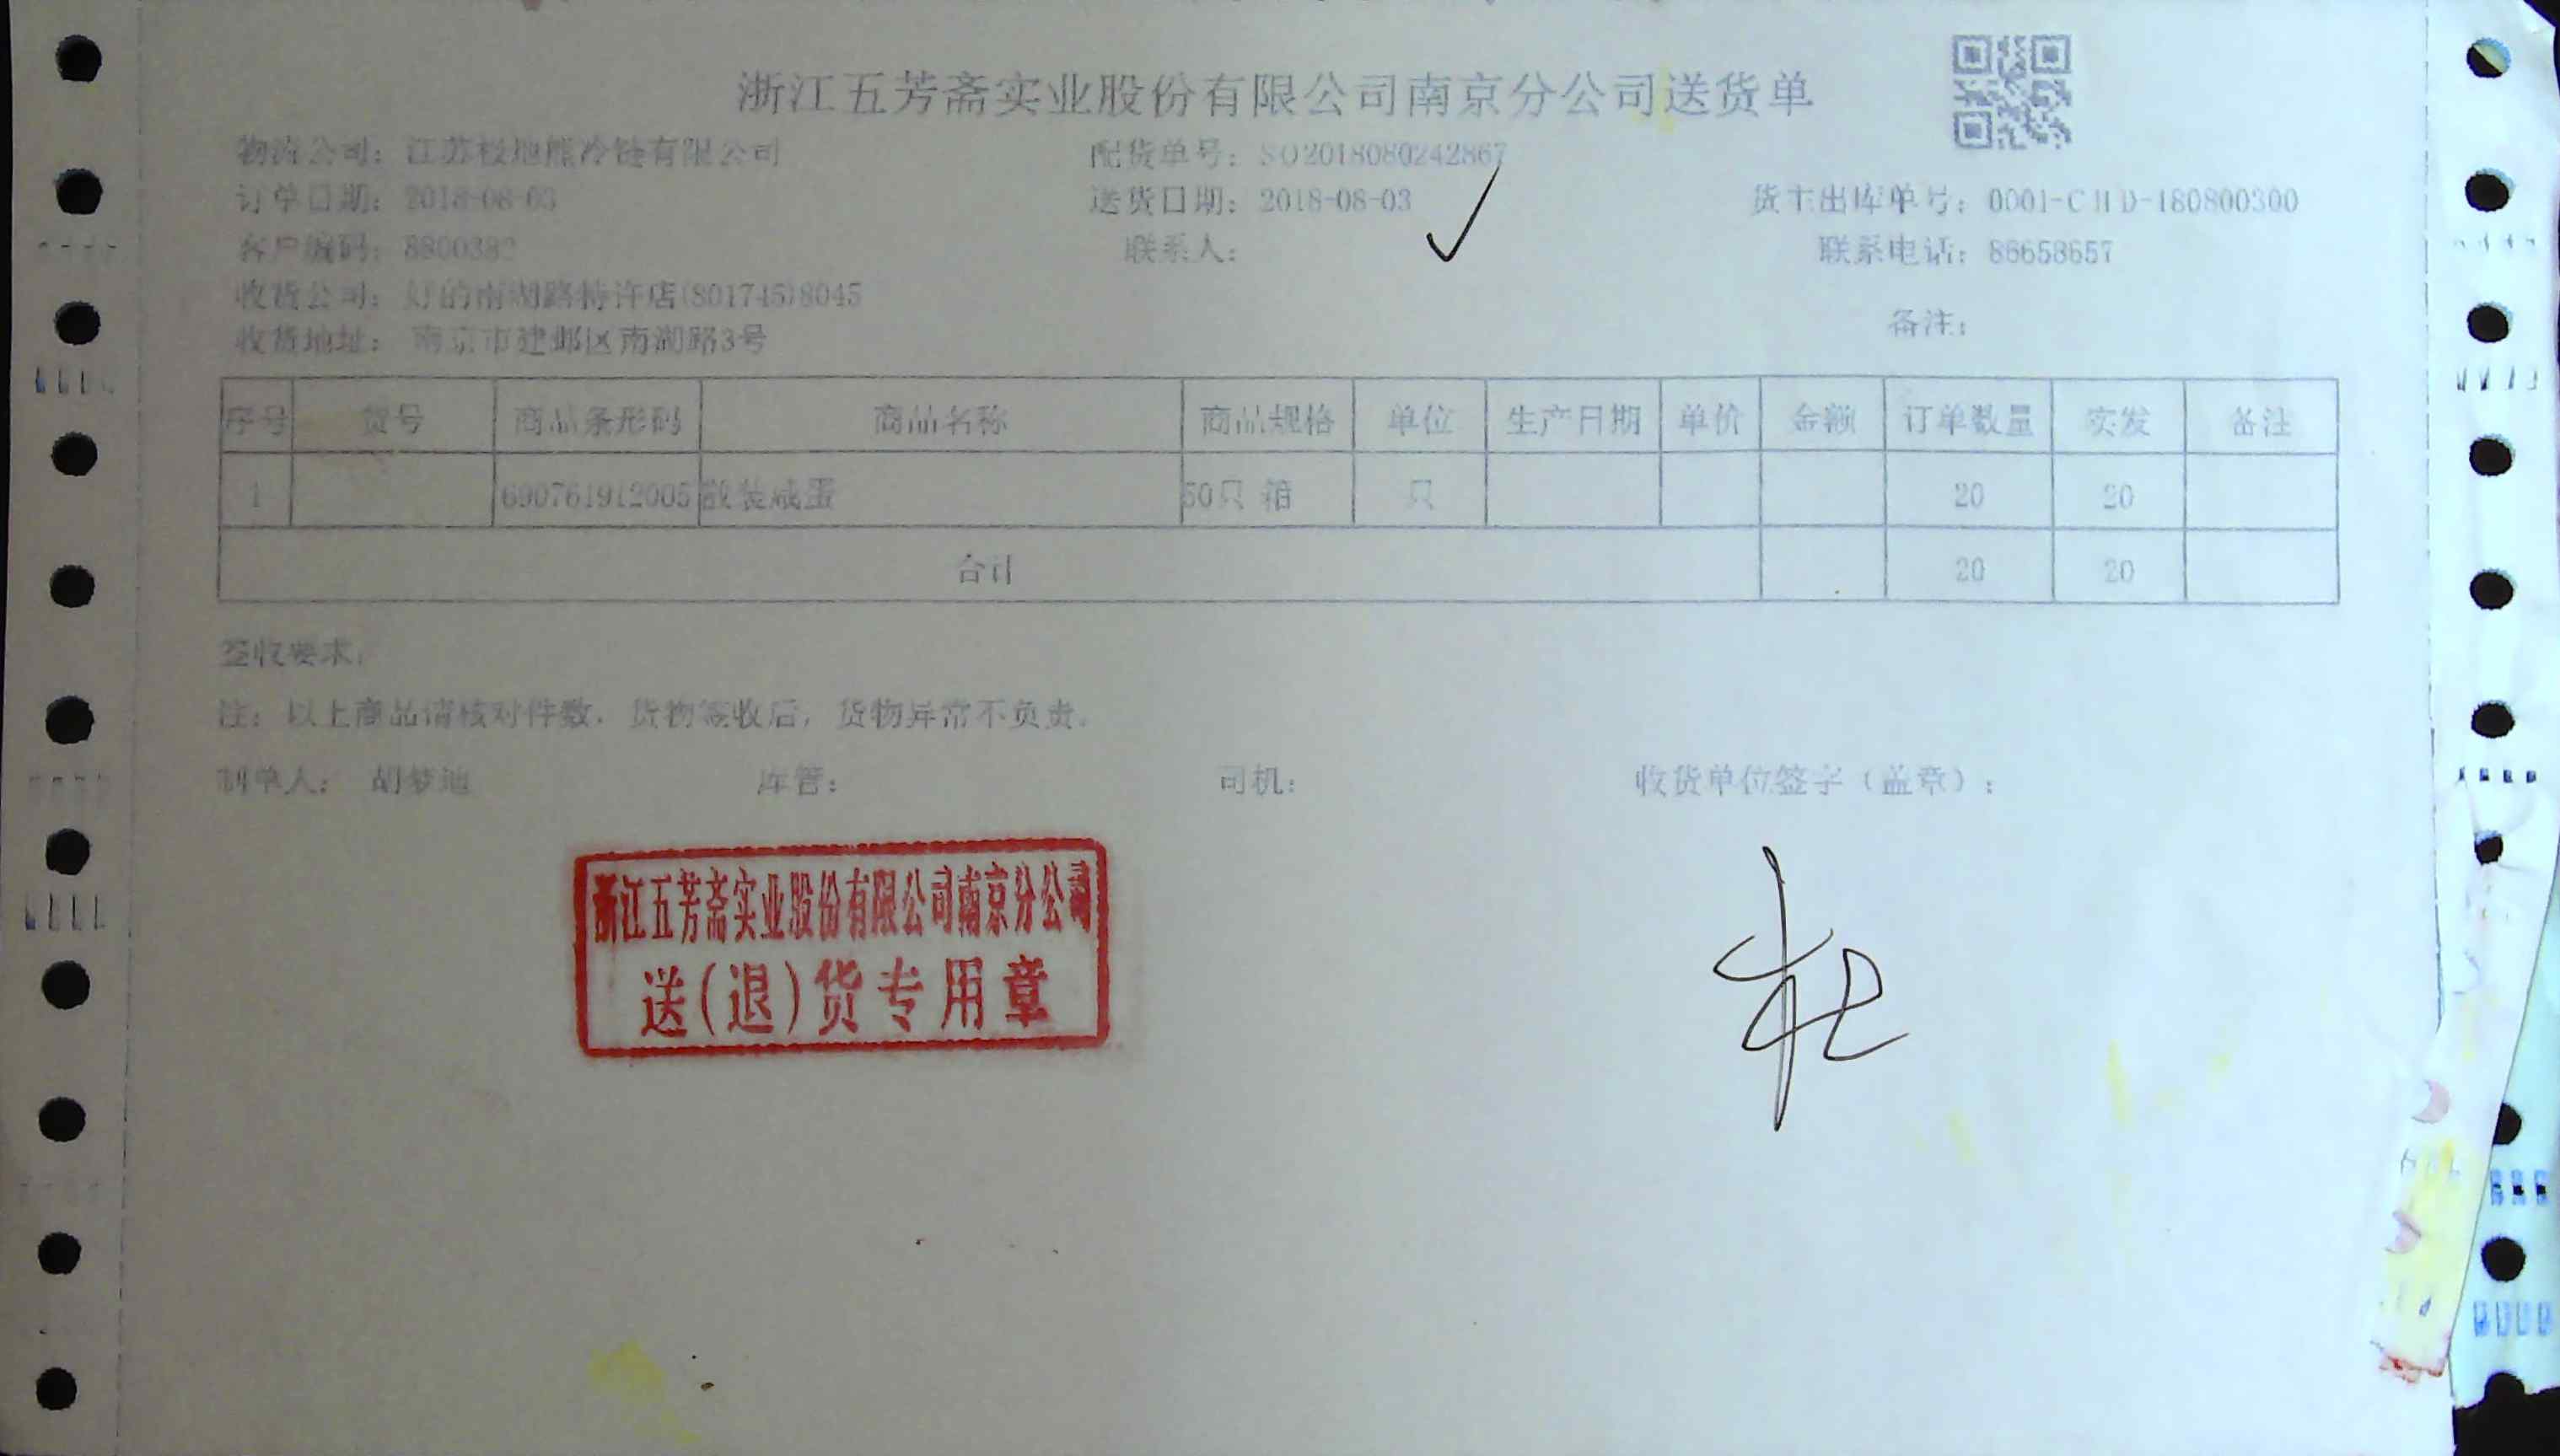 浙江五芳斋实业股份有限公司南京分公司送货单
物流公司：江苏极地熊冷链有限公司 配货单号：SO2018080242867
订单日期：2018-08-03 送货日期：2018-08-03 货主出库单号：0001-CHD-180800300
客户编码：8800382 联系人： 联系电话：86658657
收货公司：好的南湖路特许店(801745)8045
收货地址： 南京市建邺区南湖路3号 备注：
序号 货号 商品条形码 商品名称 商品规格 单位 生产日期 单价 金额 订单数量 实发 备注
1 690761912005 散装咸蛋 60只 箱 只 20 20
合计 20 20
签收要求：
注：以上商品请核对件数，货物签收后，货物异常不负责。
制单人： 胡梦迪 库管： 司机： 收货单位签字（盖章）：
浙江五芳斋实业股份有限公司南京分公司
送(退)货专用章